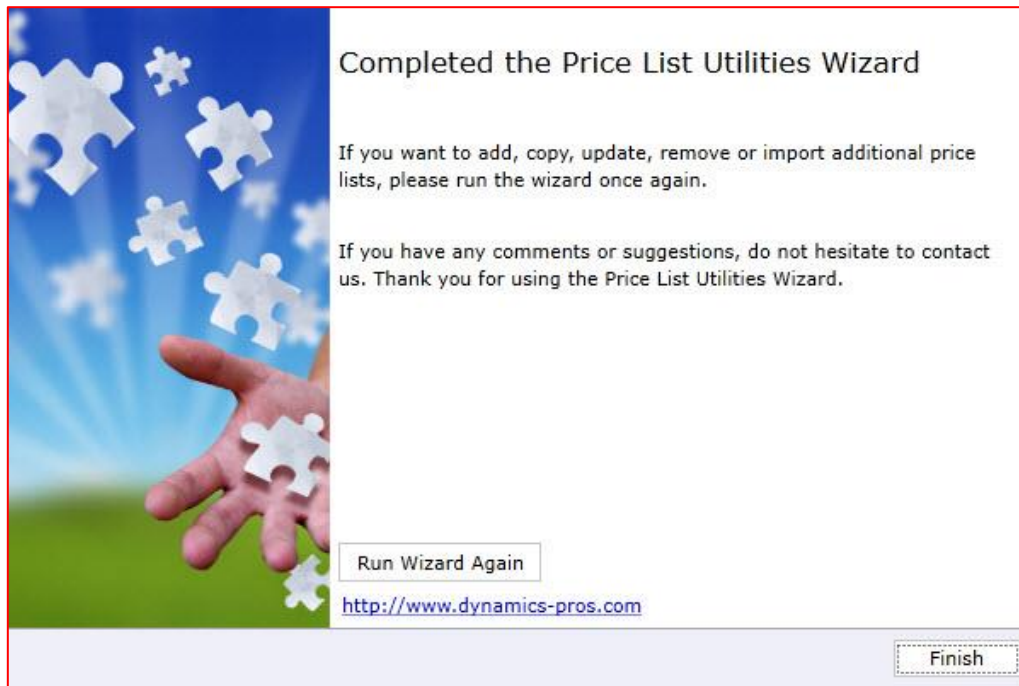 Completed the Price List Utilities Wizard
If you want to add, copy, update, remove or import additional price
lists, please run the wizard once again.
If you have any comments or suggestions, do not hesitate to contact
us. Thank you for using the Price List Utilities Wizard.
Run Wizard Again
http://www.dynamics-pros.com
Finish